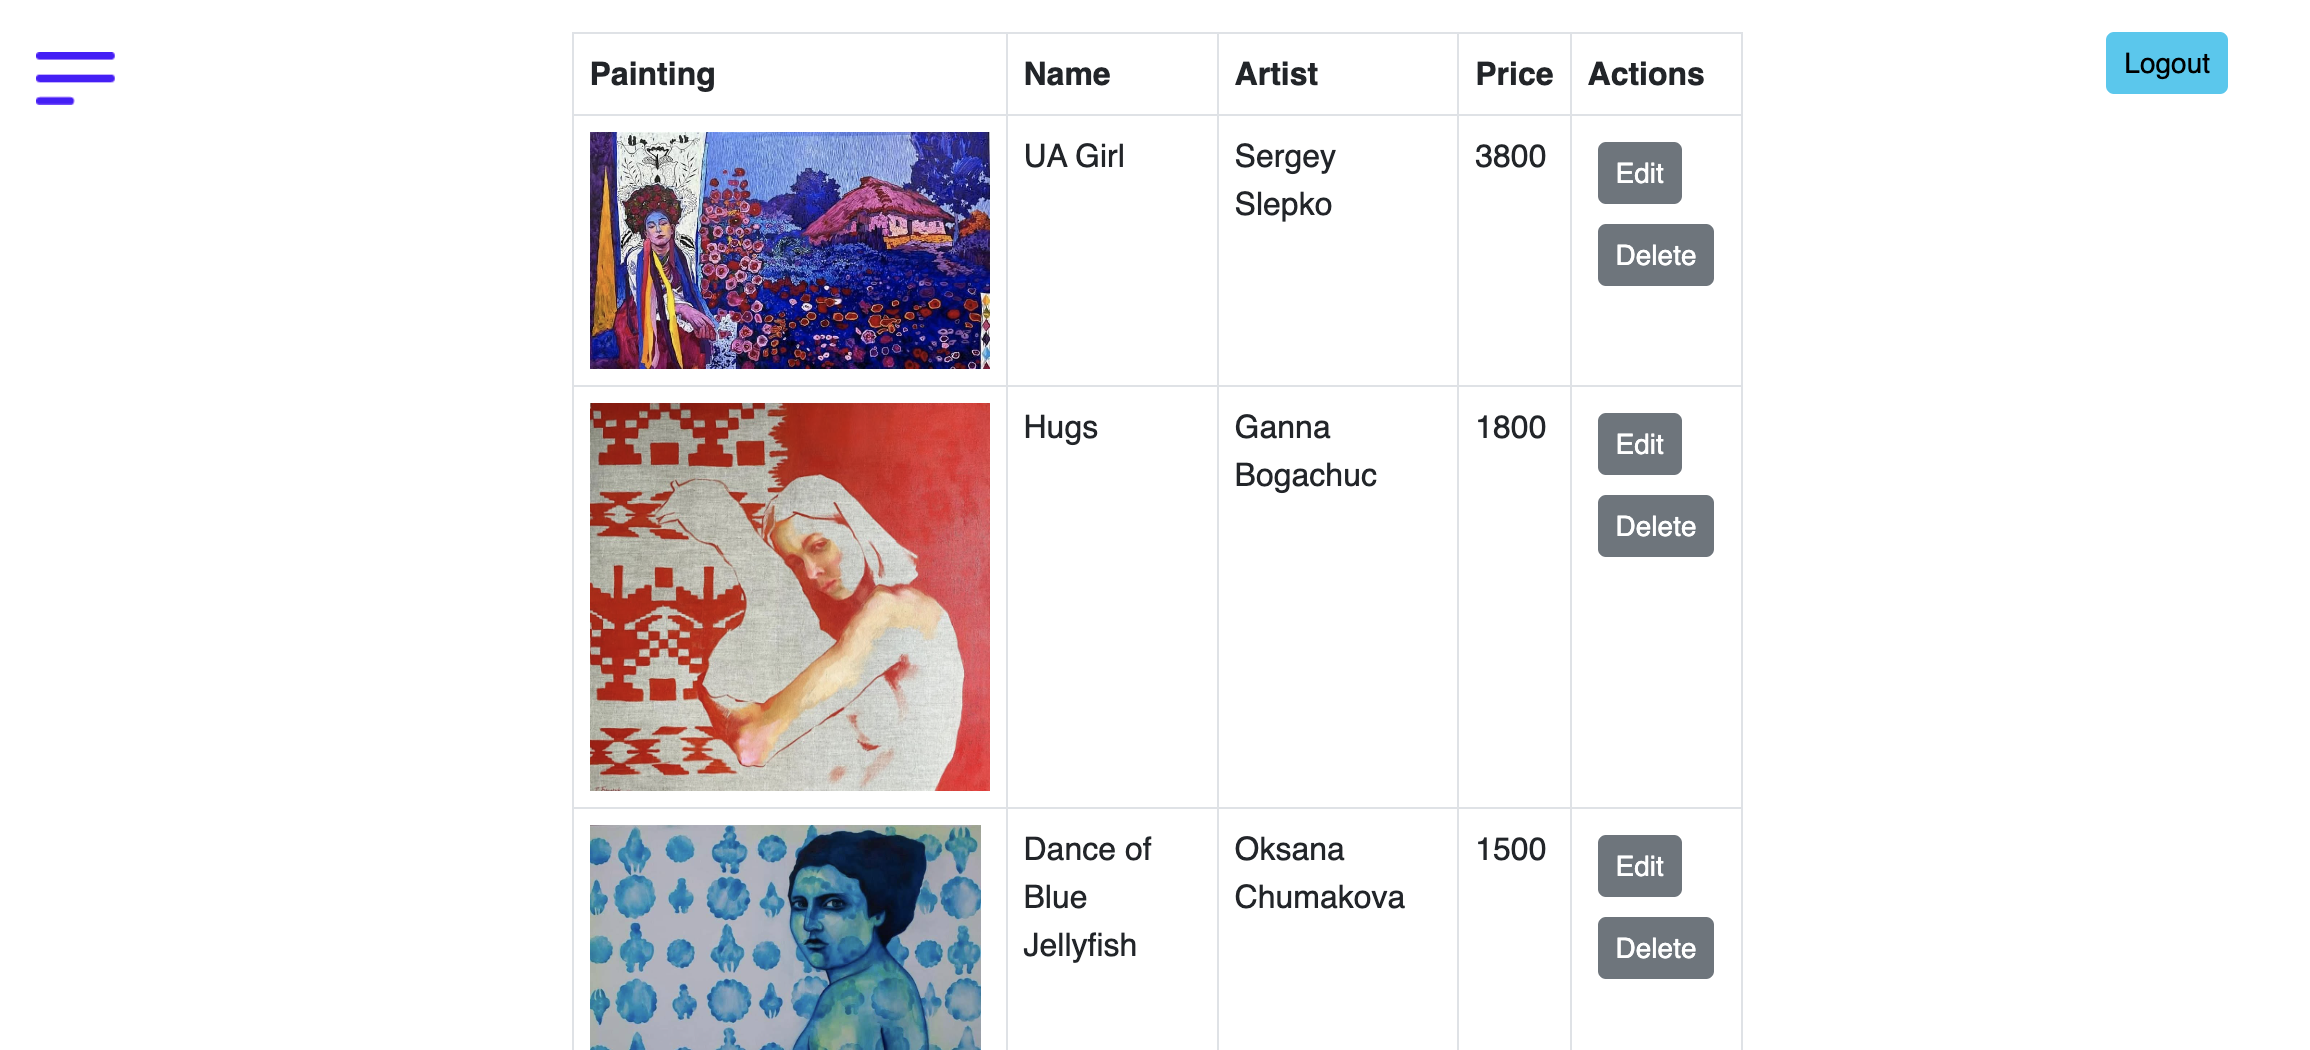 Logout
Painting Name Artist Price Actions
UA Girl Sergey 3800 Edit
Slepko
Delete
Hugs Ganna 1800 Edit
Bogachuc
Delete
Dance of Oksana 1500 Edit
Blue Chumakova
Jellyfish Delete